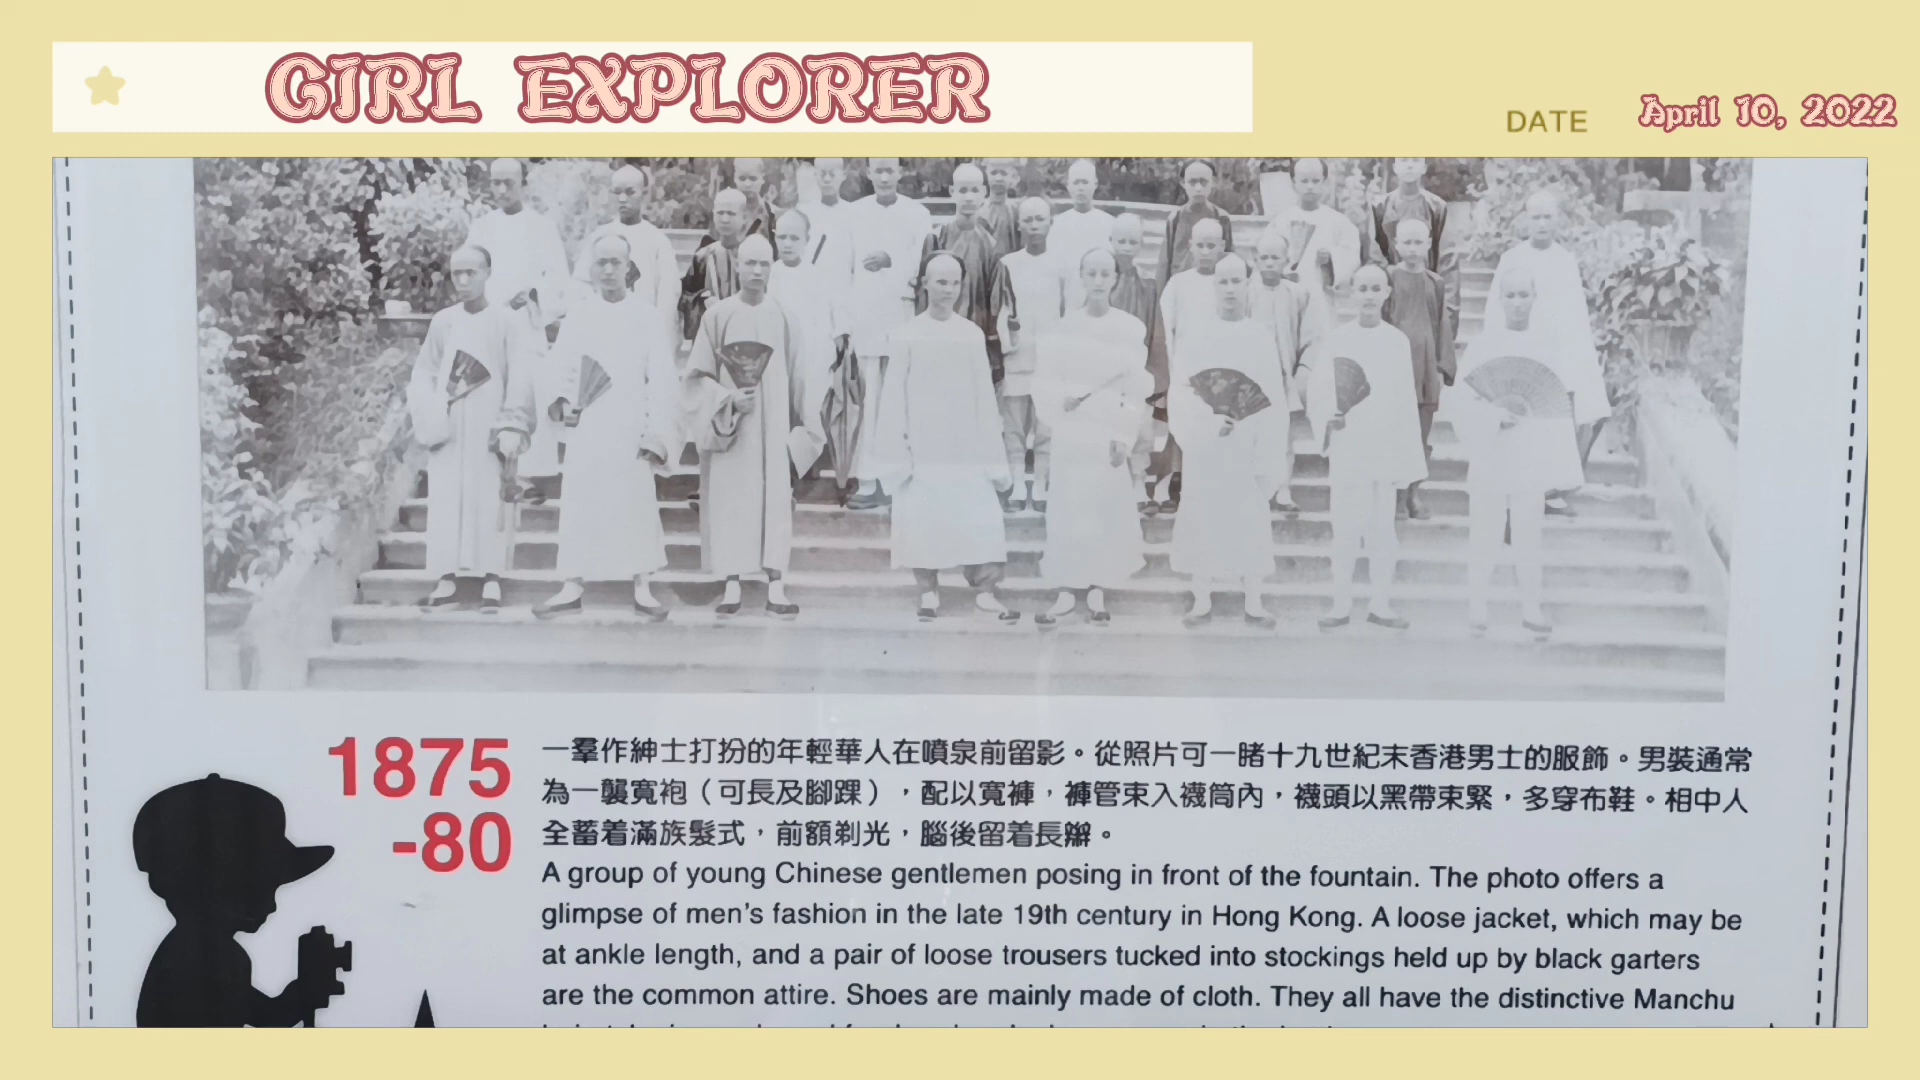 GIRL EXPLORER
DATE April 10, 2022
1875
-80
一羣作紳士打扮的年輕華人在噴泉前留影。從照片可一睹十九世紀末香港男士的服飾。男裝通常
為一襲寬袍（可長及腳踝），配以寬褲，褲管束入襪筒內，襪頭以黑帶束緊，多穿布鞋。相中人
全蓄着滿族髮式，前額剃光，腦後留着長辮。
A group of young Chinese gentlemen posing in front of the fountain. The photo offers a
glimpse of men's fashion in the late 19th century in Hong Kong. A loose jacket, which may be
at ankle length, and a pair of loose trousers tucked into stockings held up by black garters
are the common attire. Shoes are mainly made of cloth. They all have the distinctive Manchu